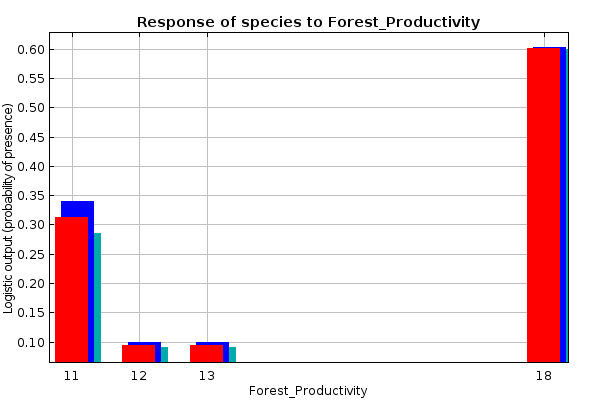 Response of species to Forest_Productivity
Logistic output (probability of presence)
0.60
0.55
0.50
0.45
0.40
0.35
0.30
0.25
0.20
0.15
0.10
11 12 13 18
Forest_Productivity